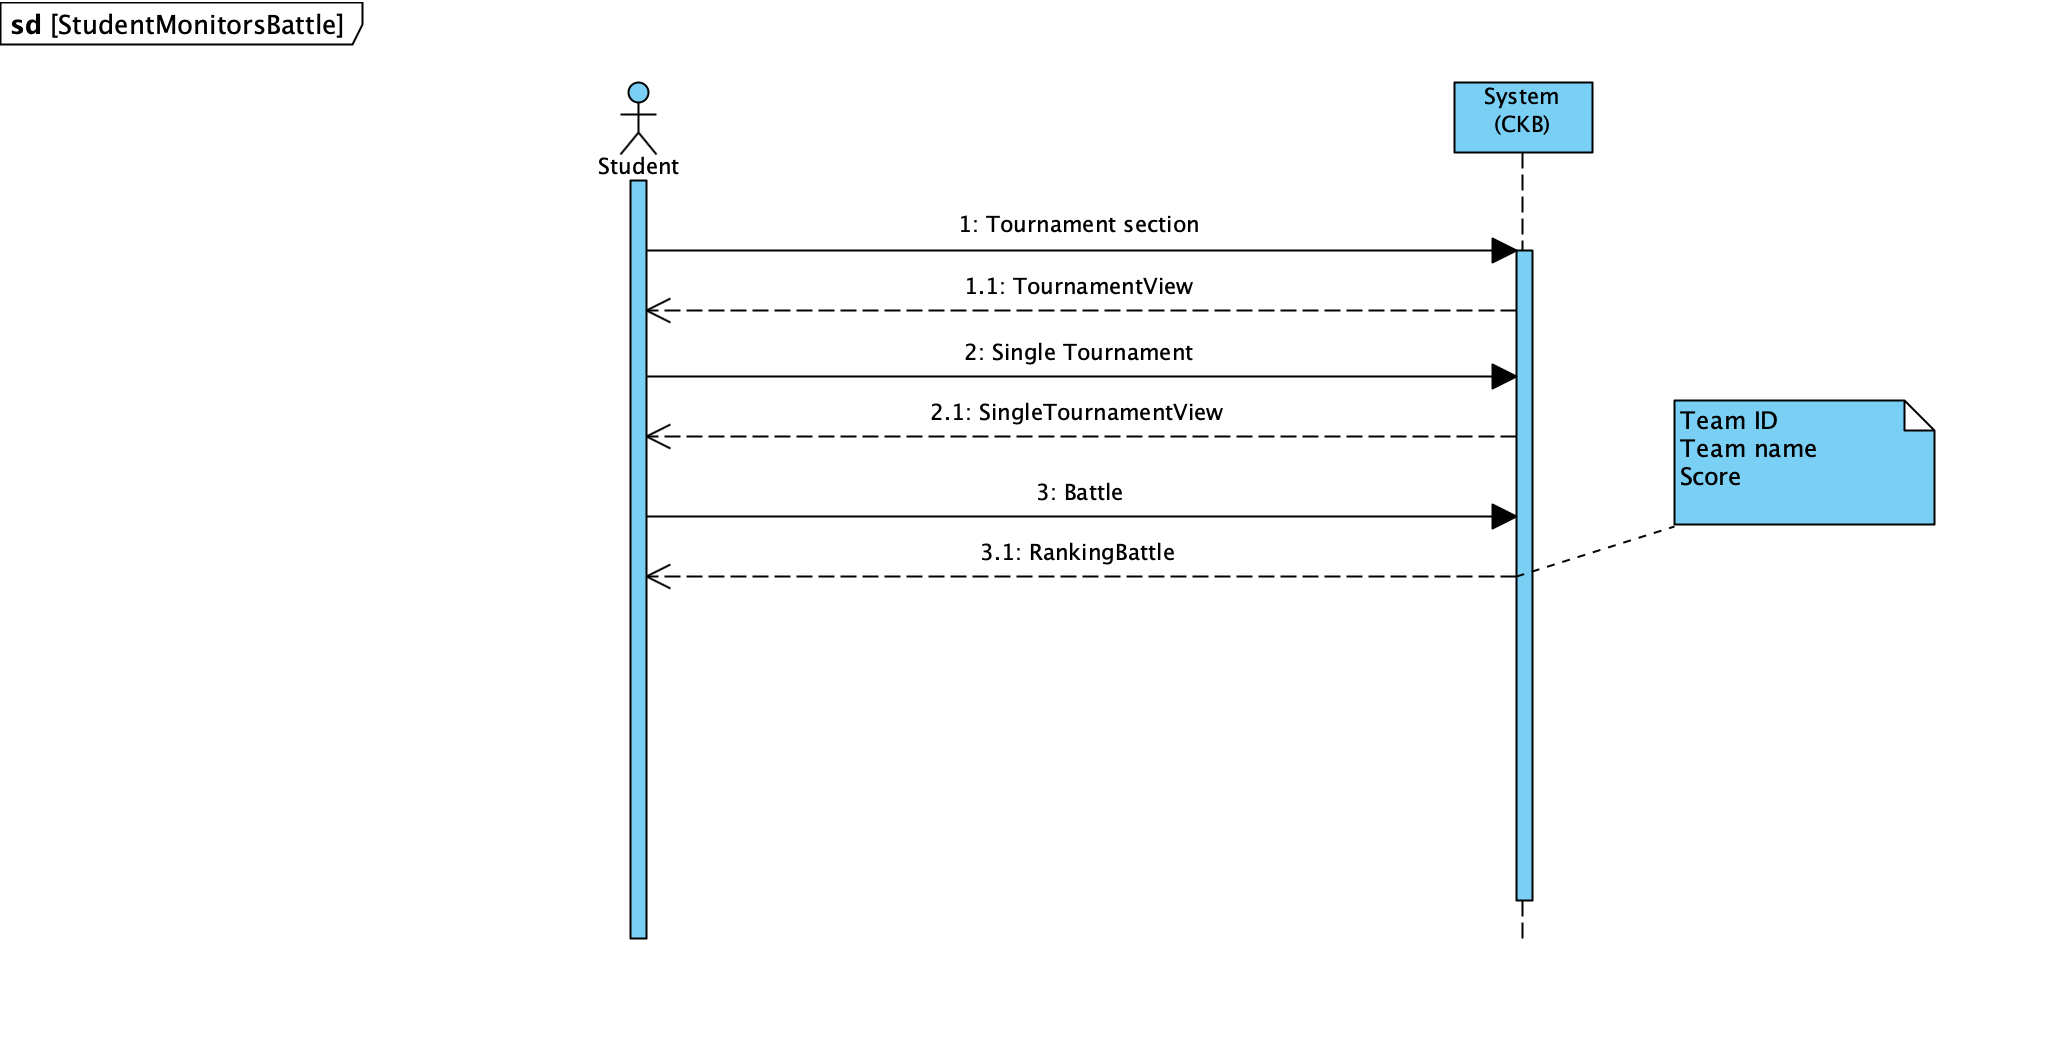 sd [StudentMonitorsBattle]
Student
System
(CKB)
1: Tournament section
1.1: TournamentView
2: Single Tournament
2.1: SingleTournamentView
Team ID
Team name
Score
3: Battle
3.1: RankingBattle